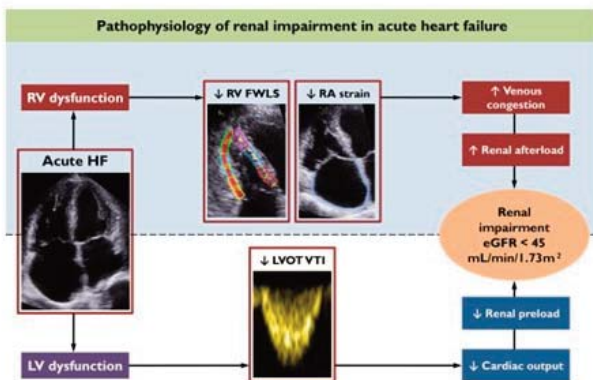 Pathophysiology of renal impairment in acute heart failure
RV dysfunction
↓ RV FWLS
↓ RA strain
↑ Venous
congestion
Acute HF
↑ Renal afterload
Renal
impairment
eGFR < 45
mL/min/1.73m²
↓ LVOT VTI
↓ Renal preload
LV dysfunction
↓ Cardiac output